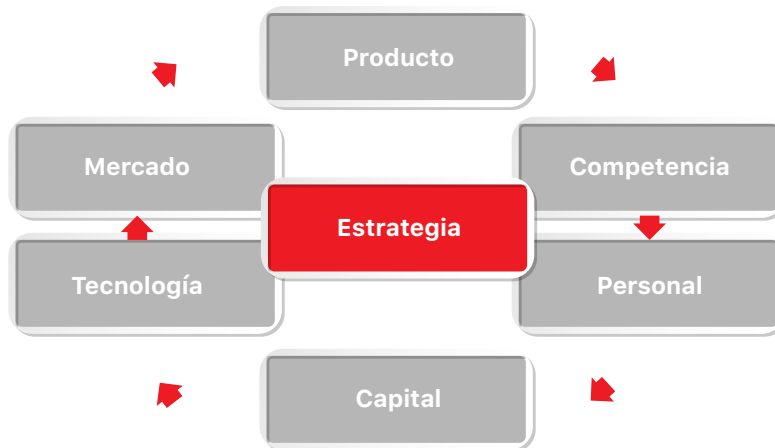 Producto
Mercado
Competencia
Estrategia
Tecnología
Personal
Capital